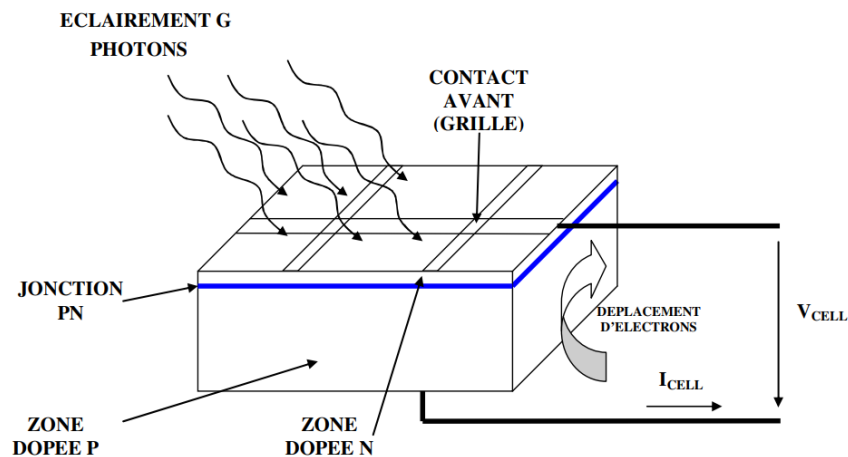 ECLAIREMENT G
PHOTONS
CONTACT
AVANT
(GRILLE)
JONCTION
PN
DEPLACEMENT
D'ELECTRONS
VCELL
ICELL
ZONE
DOPEE P
ZONE
DOPEE N